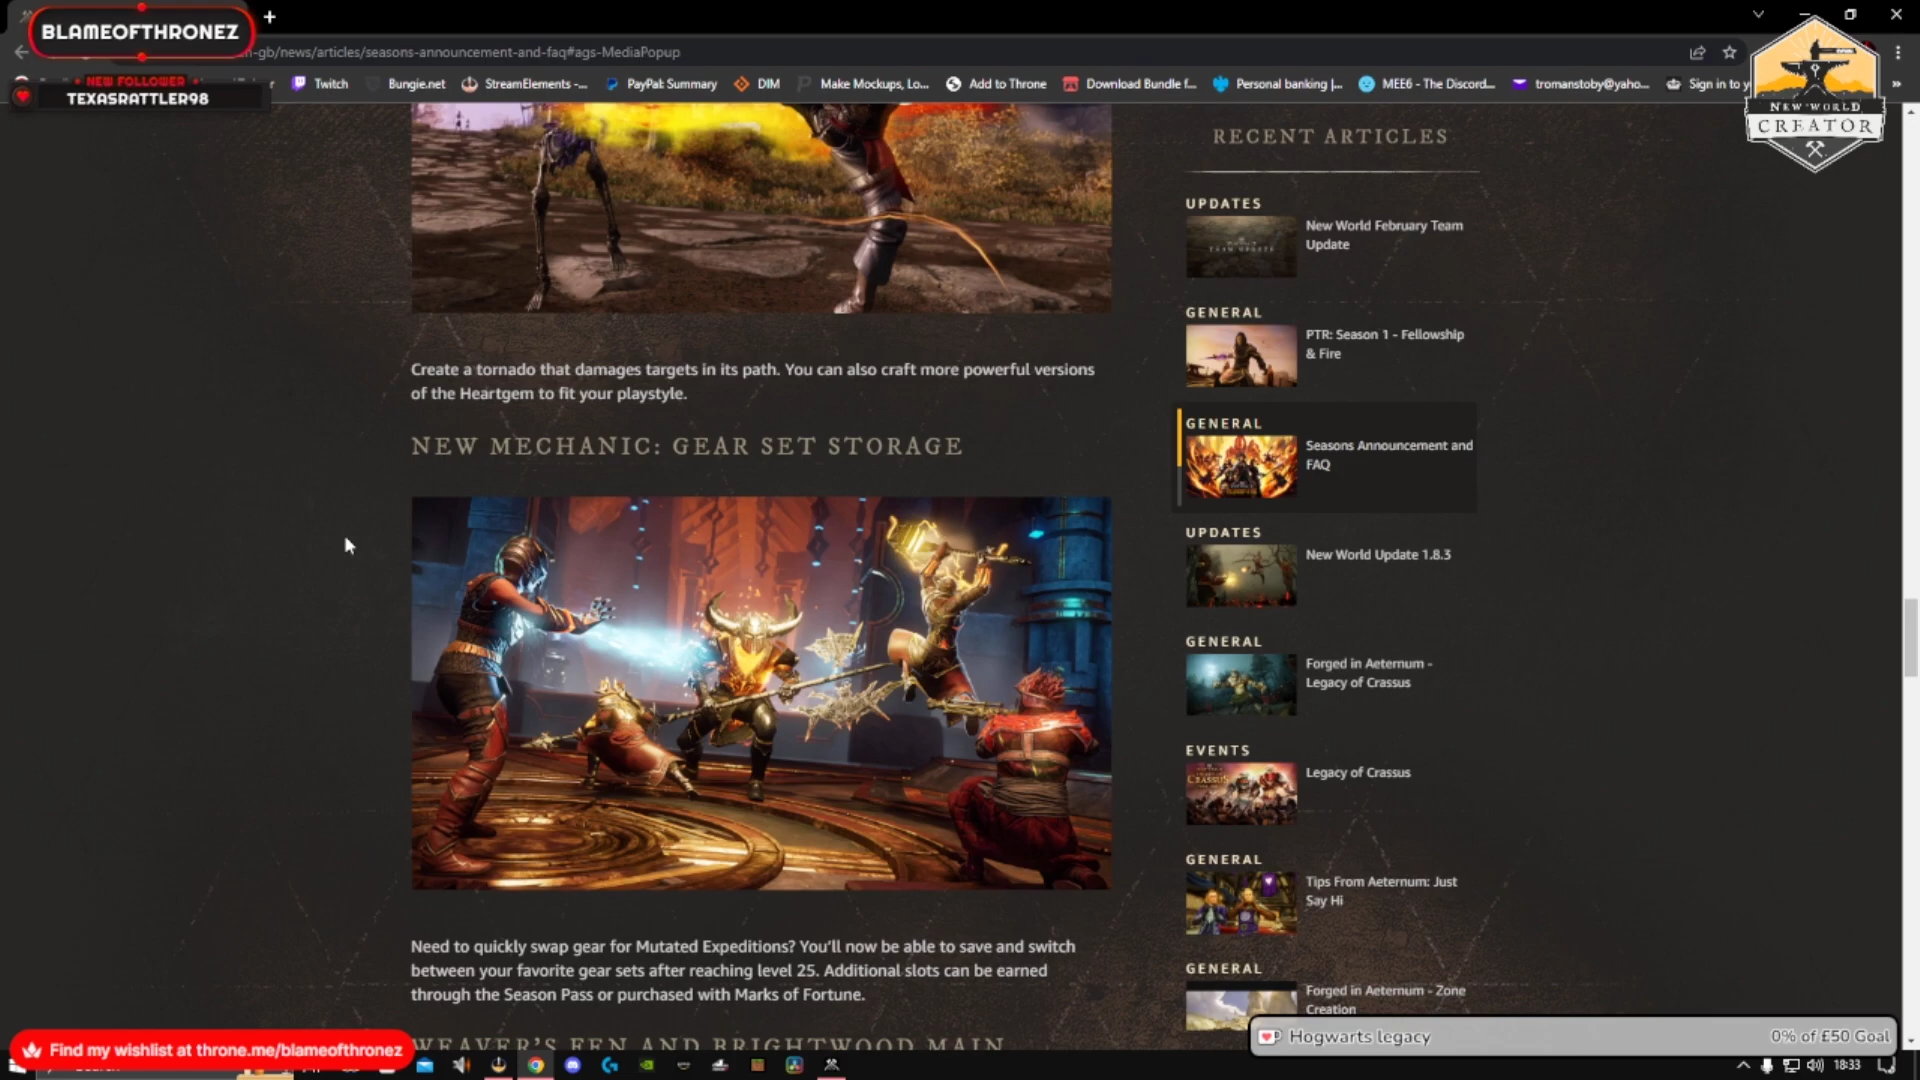 BLAMEOFTHRONEZ
NEW FOLLOWER
TEXASRATTLER98
-gb/news/articles/seasons-announcement-and-faq#ags-MediaPopup
Twitch
Bungie.net
StreamElements -...
PayPal: Summary
DIM
Make Mockups, Lo...
Add to Throne
Download Bundle f...
Personal banking |...
MEE6 - The Discord...
tromanstoby@yaho...
Sign in to y
»
NEW WORLD
CREATOR
Create a tornado that damages targets in its path. You can also craft more powerful versions
of the Heartgem to fit your playstyle.
NEW MECHANIC: GEAR SET STORAGE
Need to quickly swap gear for Mutated Expeditions? You'll now be able to save and switch
between your favorite gear sets after reaching level 25. Additional slots can be earned
through the Season Pass or purchased with Marks of Fortune.
WEAVER'S FEN AND BRIGHTWOOD MAIN
RECENT ARTICLES
UPDATES
New World February Team
Update
GENERAL
PTR: Season 1 - Fellowship
& Fire
GENERAL
Seasons Announcement and
FAQ
UPDATES
New World Update 1.8.3
GENERAL
Forged in Aeternum -
Legacy of Crassus
EVENTS
Legacy of Crassus
GENERAL
Tips From Aeternum: Just
Say Hi
GENERAL
Forged in Aeternum - Zone
Creation
Hogwarts legacy
0% of £50 Goal
Find my wishlist at throne.me/blameofthronez
18:33